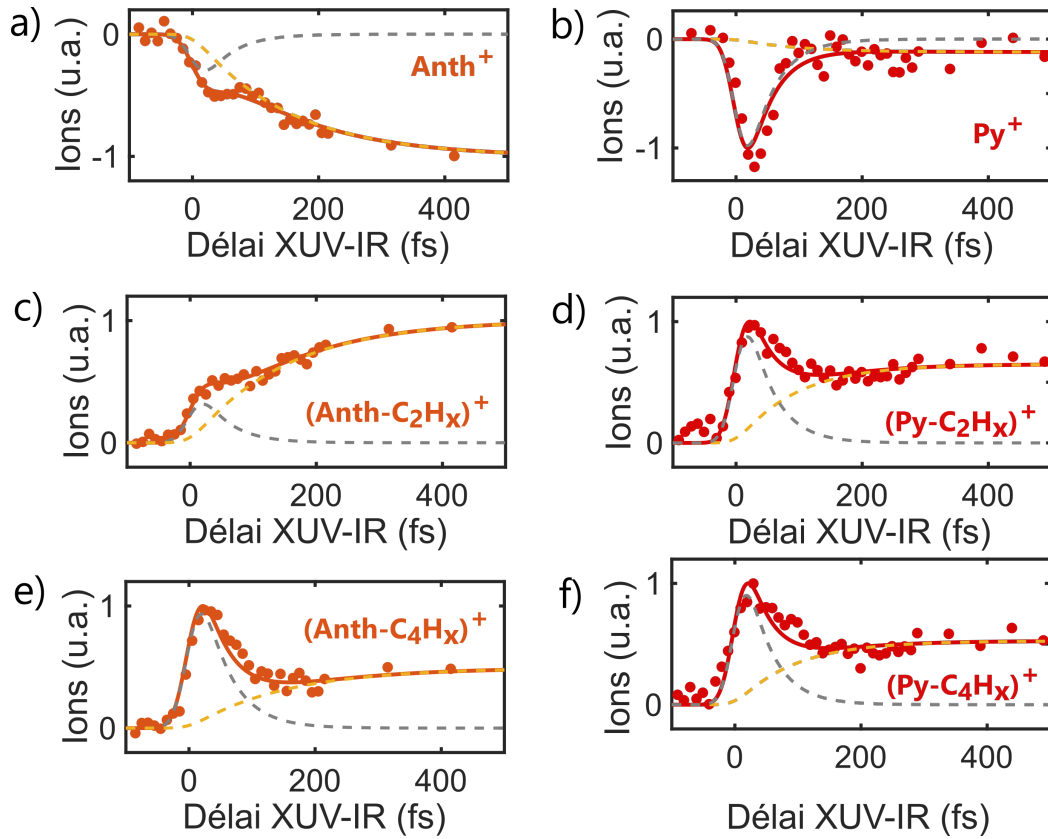 a)
Ions (u.a.)
0
-1
Anth+
0
200
400
Délai XUV-IR (fs)
b)
Ions (u.a.)
0
-1
Py+
0
200
400
Délai XUV-IR (fs)
c)
Ions (u.a.)
1
0
(Anth-C2Hx)+
0
200
400
Délai XUV-IR (fs)
d)
Ions (u.a.)
1
0
(Py-C2Hx)+
0
200
400
Délai XUV-IR (fs)
e)
Ions (u.a.)
1
0
(Anth-C4Hx)+
0
200
400
Délai XUV-IR (fs)
f)
Ions (u.a.)
1
0
(Py-C4Hx)+
0
200
400
Délai XUV-IR (fs)